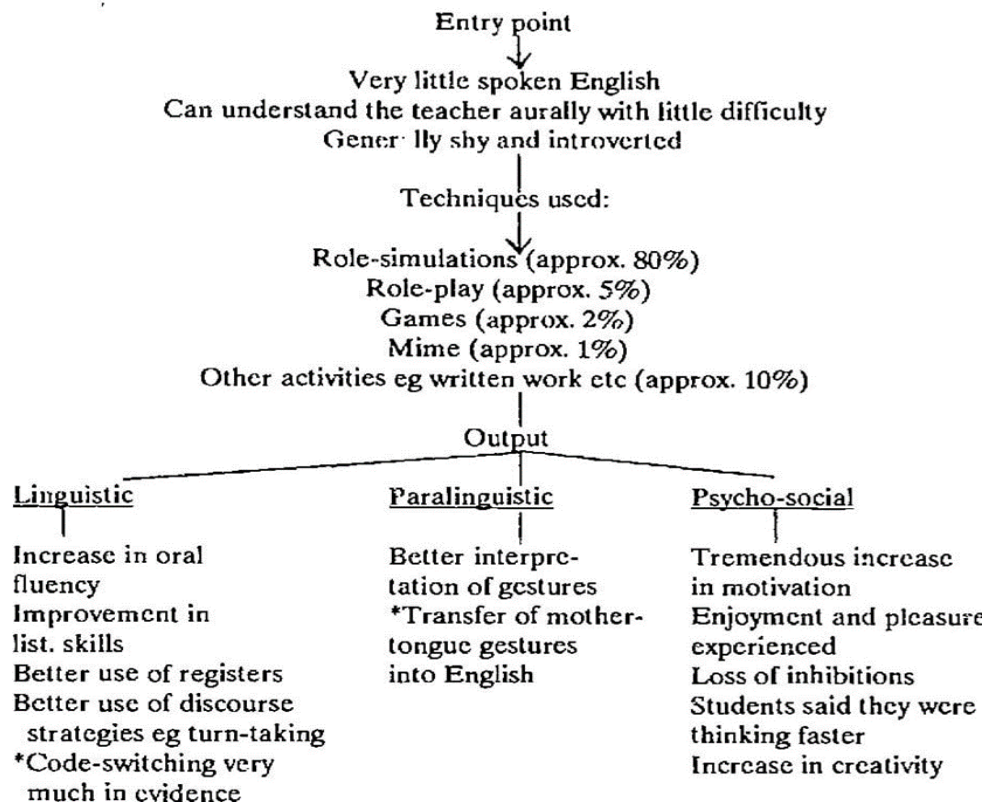 Entry point
Very little spoken English
Can understand the teacher aurally with little difficulty
Gener lly shy and introverted
Techniques used:
Role-simulations (approx. 80%)
Role-play (approx. 5%)
Games (approx. 2%)
Mime (approx. 1%)
Other activities eg written work etc (approx. 10%)
Output
Linguistic
Increase in oral
fluency
Improvement in
list. skills
Better use of registers
Better use of discourse
strategies eg turn-taking
*Code-switching very
much in evidence
Paralinguistic
Better interpre-
tation of gestures
*Transfer of mother-
tongue gestures
into English
Psycho-social
Tremendous increase
in motivation
Enjoyment and pleasure
experienced
Loss of inhibitions
Students said they were
thinking faster
Increase in creativity